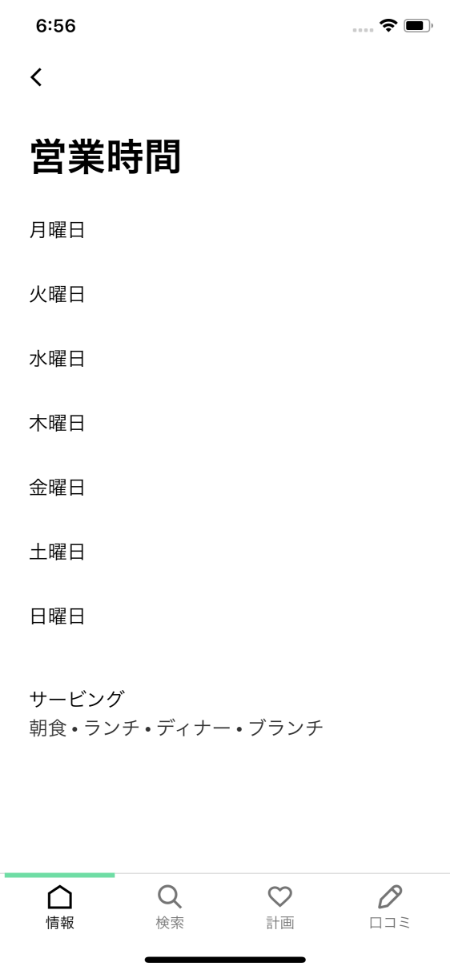 6:56
営業時間
月曜日
火曜日
水曜日
木曜日
金曜日
土曜日
日曜日
サービング
朝食 • ランチ • ディナー • ブランチ
情報
検索
計画
口コミ